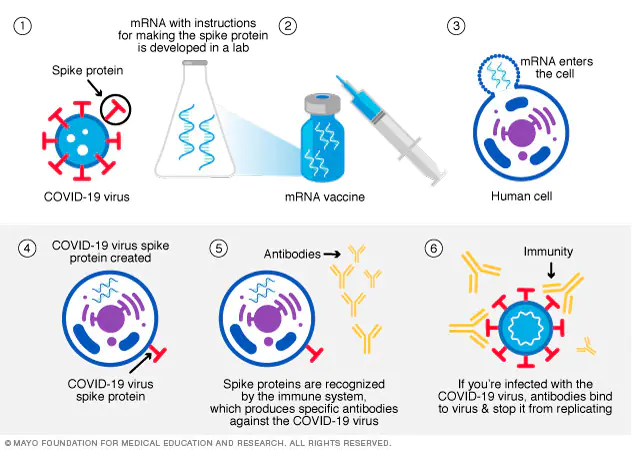 1
Spike protein
COVID-19 virus
mRNA with instructions
for making the spike protein
is developed in a lab
2
mRNA vaccine
3
mRNA enters
the cell
Human cell
4
COVID-19 virus spike
protein created
COVID-19 virus
spike protein
5
Antibodies
Spike proteins are recognized
by the immune system,
which produces specific antibodies
against the COVID-19 virus
6
Immunity
If you're infected with the
COVID-19 virus, antibodies bind
to virus & stop it from replicating
© MAYO FOUNDATION FOR MEDICAL EDUCATION AND RESEARCH. ALL RIGHTS RESERVED.